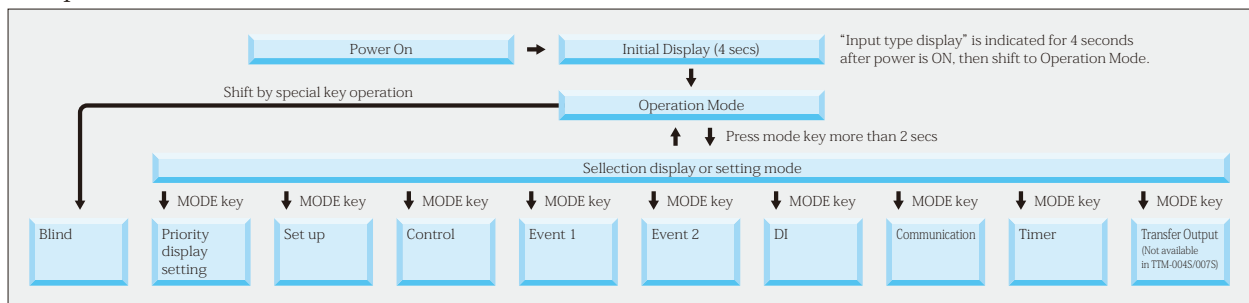 Power On
Initial Display (4 secs)
“Input type display” is indicated for 4 seconds
after power is ON, then shift to Operation Mode.
Shift by special key operation
Operation Mode
Press mode key more than 2 secs
Sellection display or setting mode
MODE key
MODE key
MODE key
MODE key
MODE key
MODE key
MODE key
MODE key
MODE key
Blind
Priority
display
setting
Set up
Control
Event 1
Event 2
DI
Communication
Timer
Transfer Output
(Not available
in TTM-004S/007S)